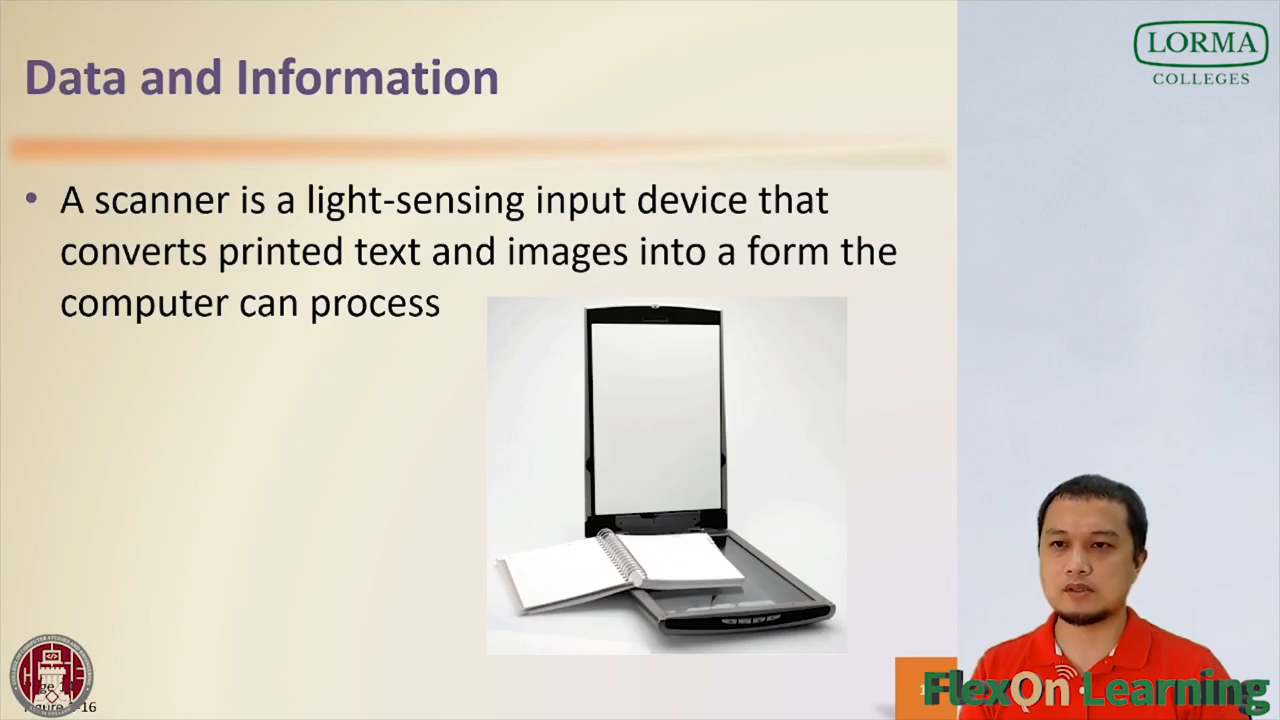 Data and Information
LORMA
COLLEGES
• A scanner is a light-sensing input device that
converts printed text and images into a form the
computer can process
FlexOn Learning